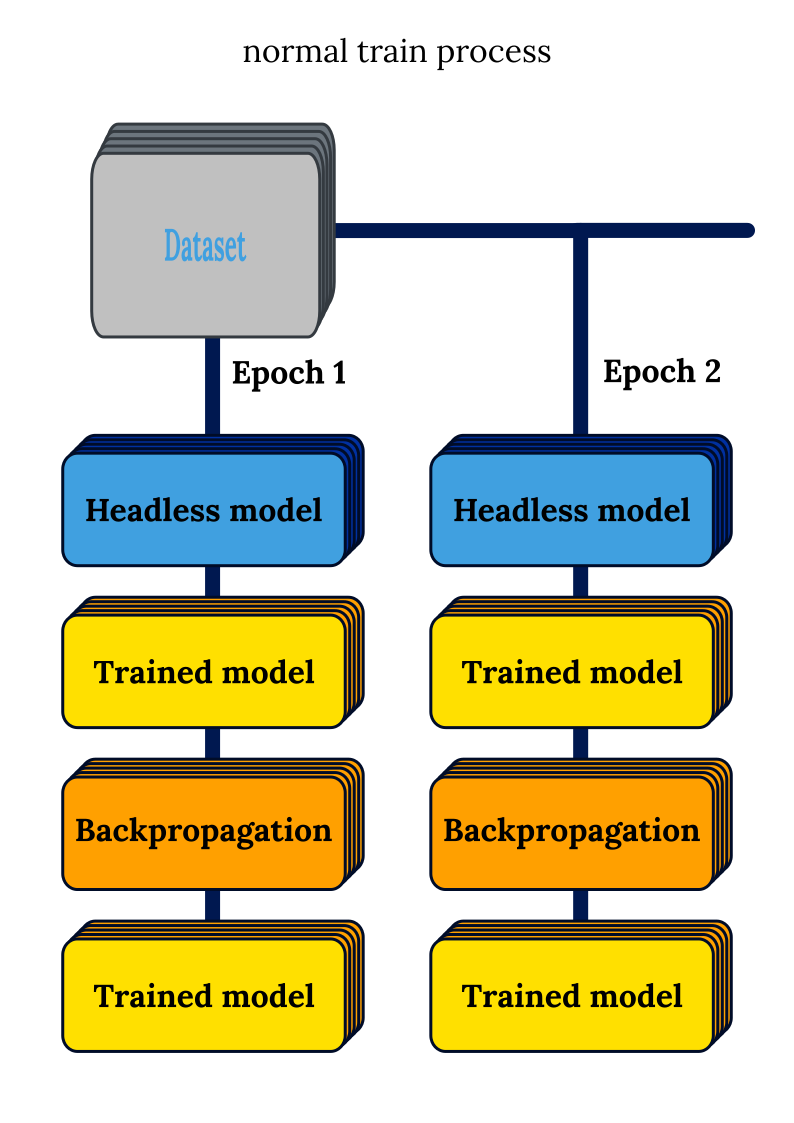 normal train process
Dataset
Epoch 1
Epoch 2
Headless model
Headless model
Trained model
Trained model
Backpropagation
Backpropagation
Trained model
Trained model